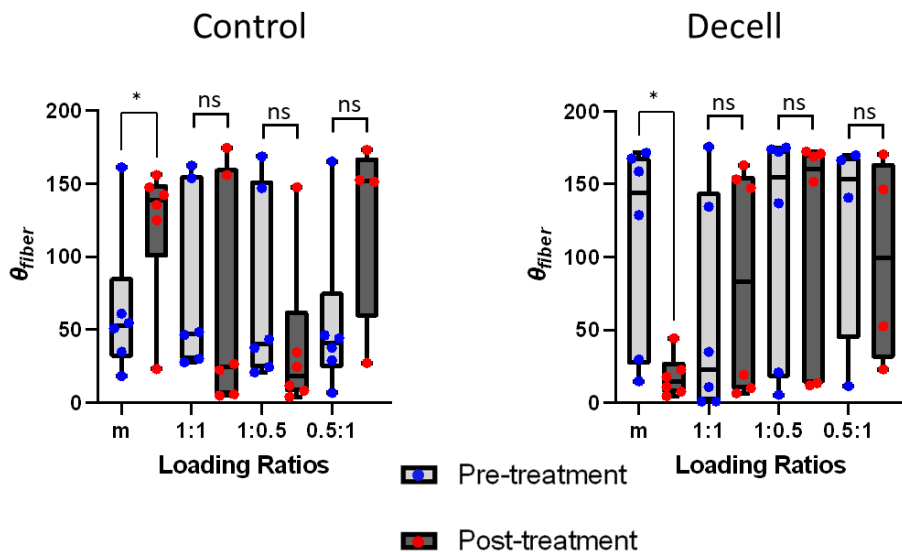 Control
Decell
*
ns
ns
ns
*
ns
ns
ns
200
150
100
50
0
θfiber
m 1:1 1:0.5 0.5:1
Loading Ratios
200
150
100
50
0
θfiber
m 1:1 1:0.5 0.5:1
Loading Ratios
Pre-treatment
Post-treatment